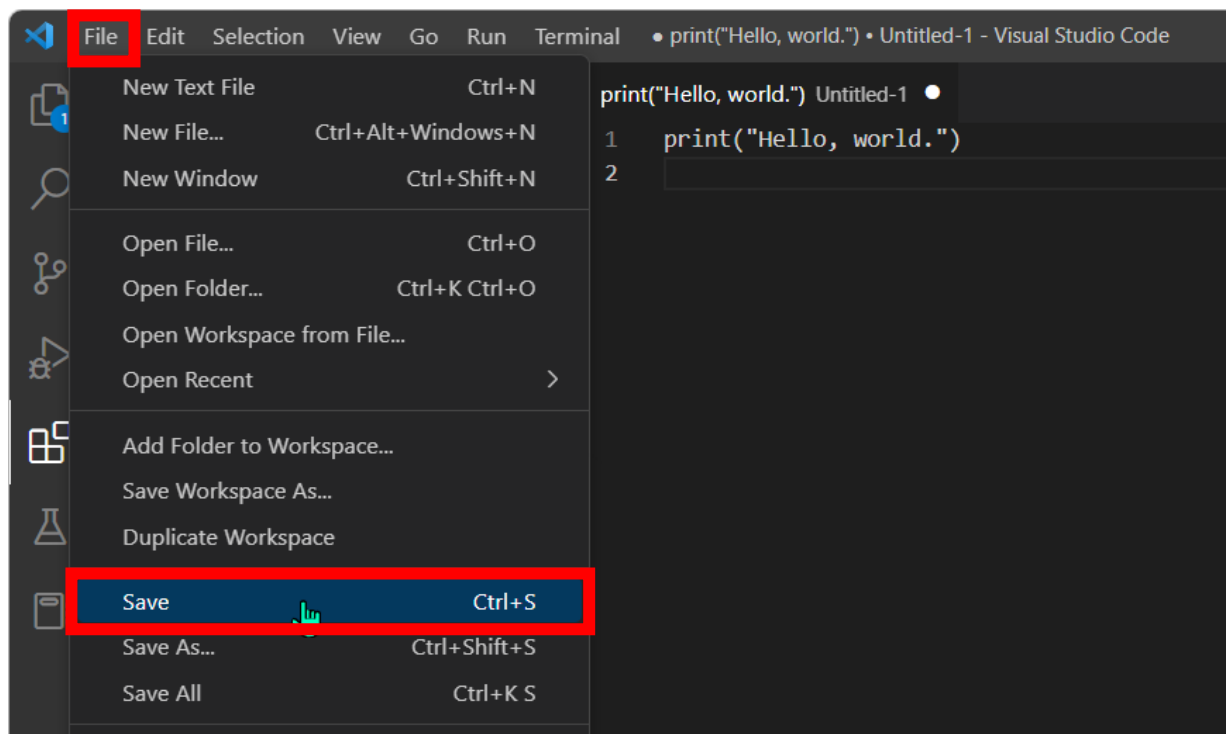 File Edit Selection View Go Run Terminal ● print("Hello, world.") • Untitled-1 - Visual Studio Code
1
New Text File Ctrl+N
New File... Ctrl+Alt+Windows+N
New Window Ctrl+Shift+N
Open File... Ctrl+O
Open Folder... Ctrl+K Ctrl+O
Open Workspace from File...
Open Recent
Add Folder to Workspace...
Save Workspace As...
Duplicate Workspace
Save Ctrl+S
Save As... Ctrl+Shift+S
Save All Ctrl+K S
print("Hello, world.") Untitled-1 ●
1 print("Hello, world.")
2